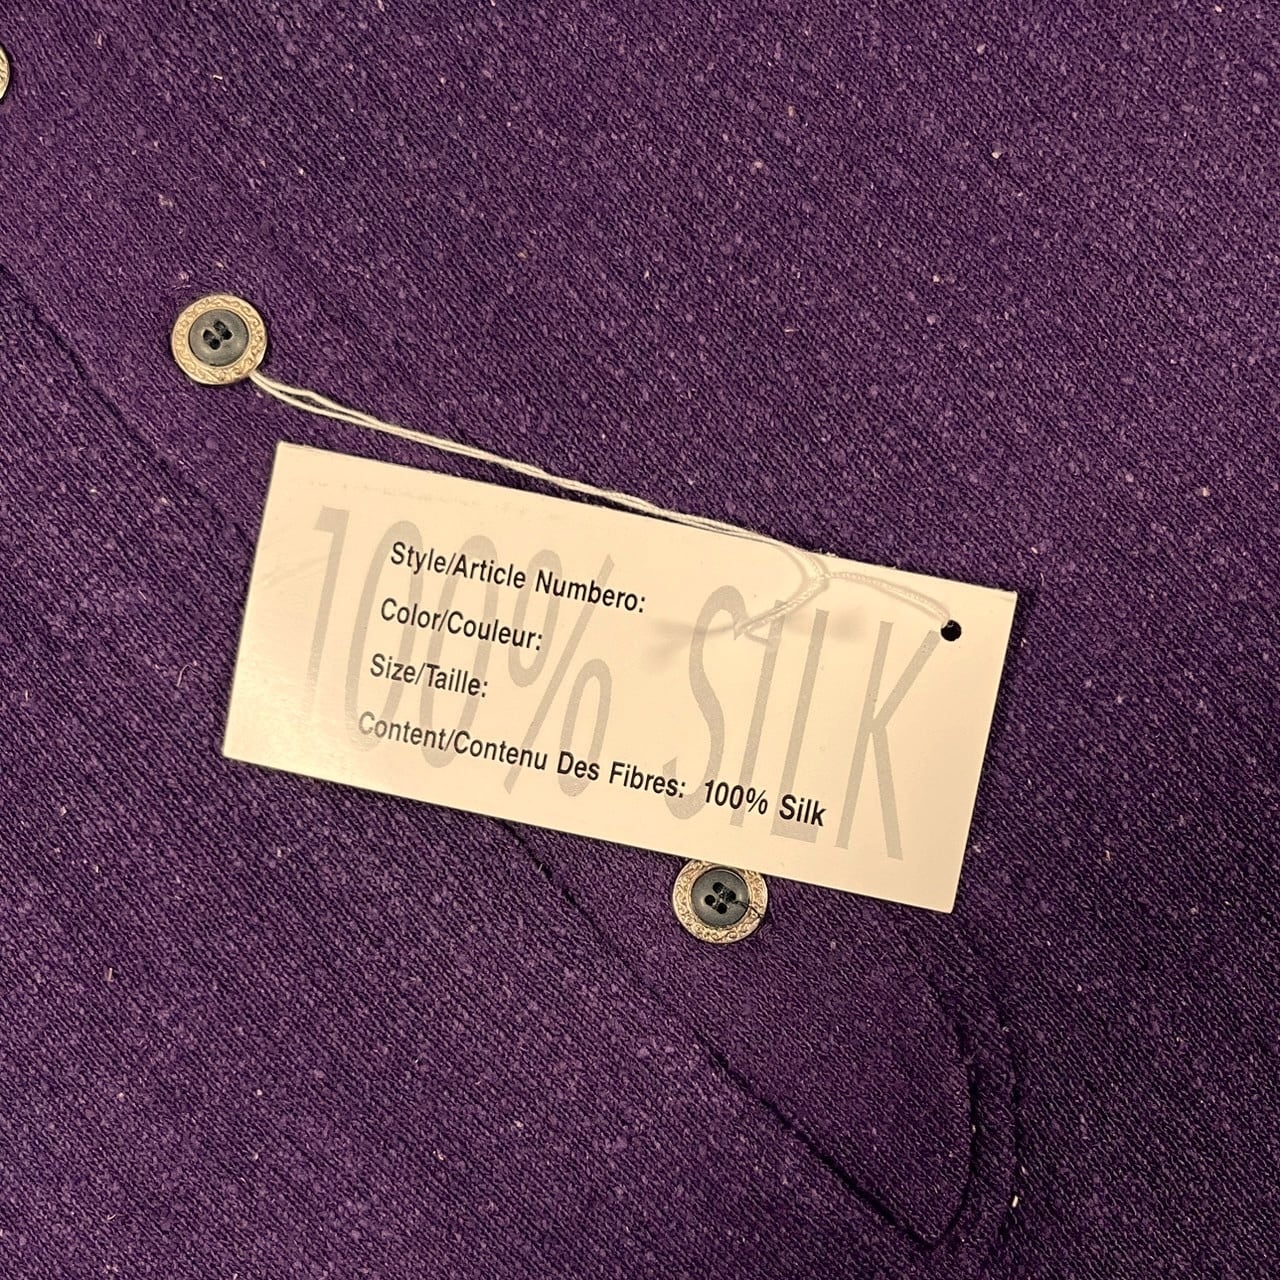 100% SILK
Style/Article Numbero:
Color/Couleur:
Size/Taille:
Content/Contenu Des Fibres: 100% Silk